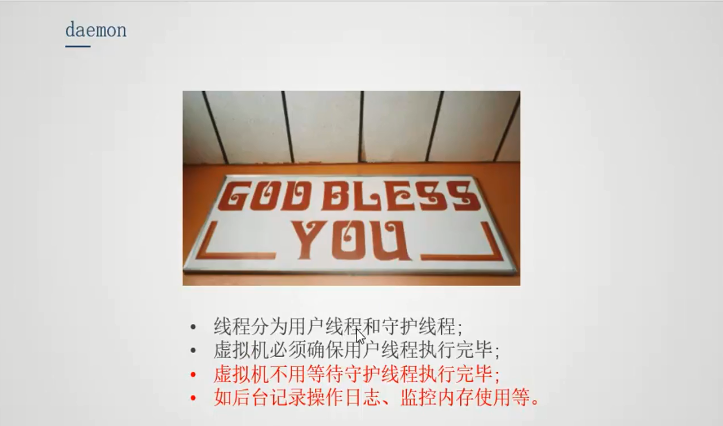 daemon
GOD BLESS
YOU
• 线程分为用户线程和守护线程；
• 虚拟机必须确保用户线程执行完毕；
• 虚拟机不用等待守护线程执行完毕；
• 如后台记录操作日志、监控内存使用等。